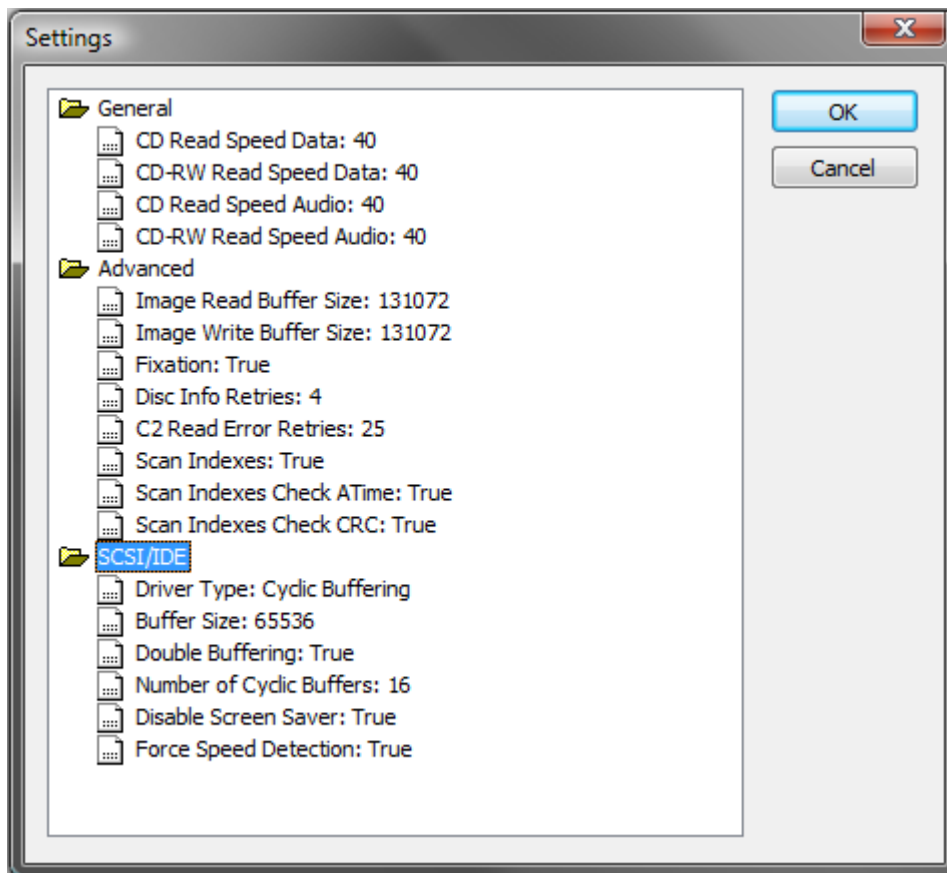 Settings
General
CD Read Speed Data: 40
CD-RW Read Speed Data: 40
CD Read Speed Audio: 40
CD-RW Read Speed Audio: 40
Advanced
Image Read Buffer Size: 131072
Image Write Buffer Size: 131072
Fixation: True
Disc Info Retries: 4
C2 Read Error Retries: 25
Scan Indexes: True
Scan Indexes Check ATime: True
Scan Indexes Check CRC: True
SCSI/IDE
Driver Type: Cyclic Buffering
Buffer Size: 65536
Double Buffering: True
Number of Cyclic Buffers: 16
Disable Screen Saver: True
Force Speed Detection: True
OK
Cancel